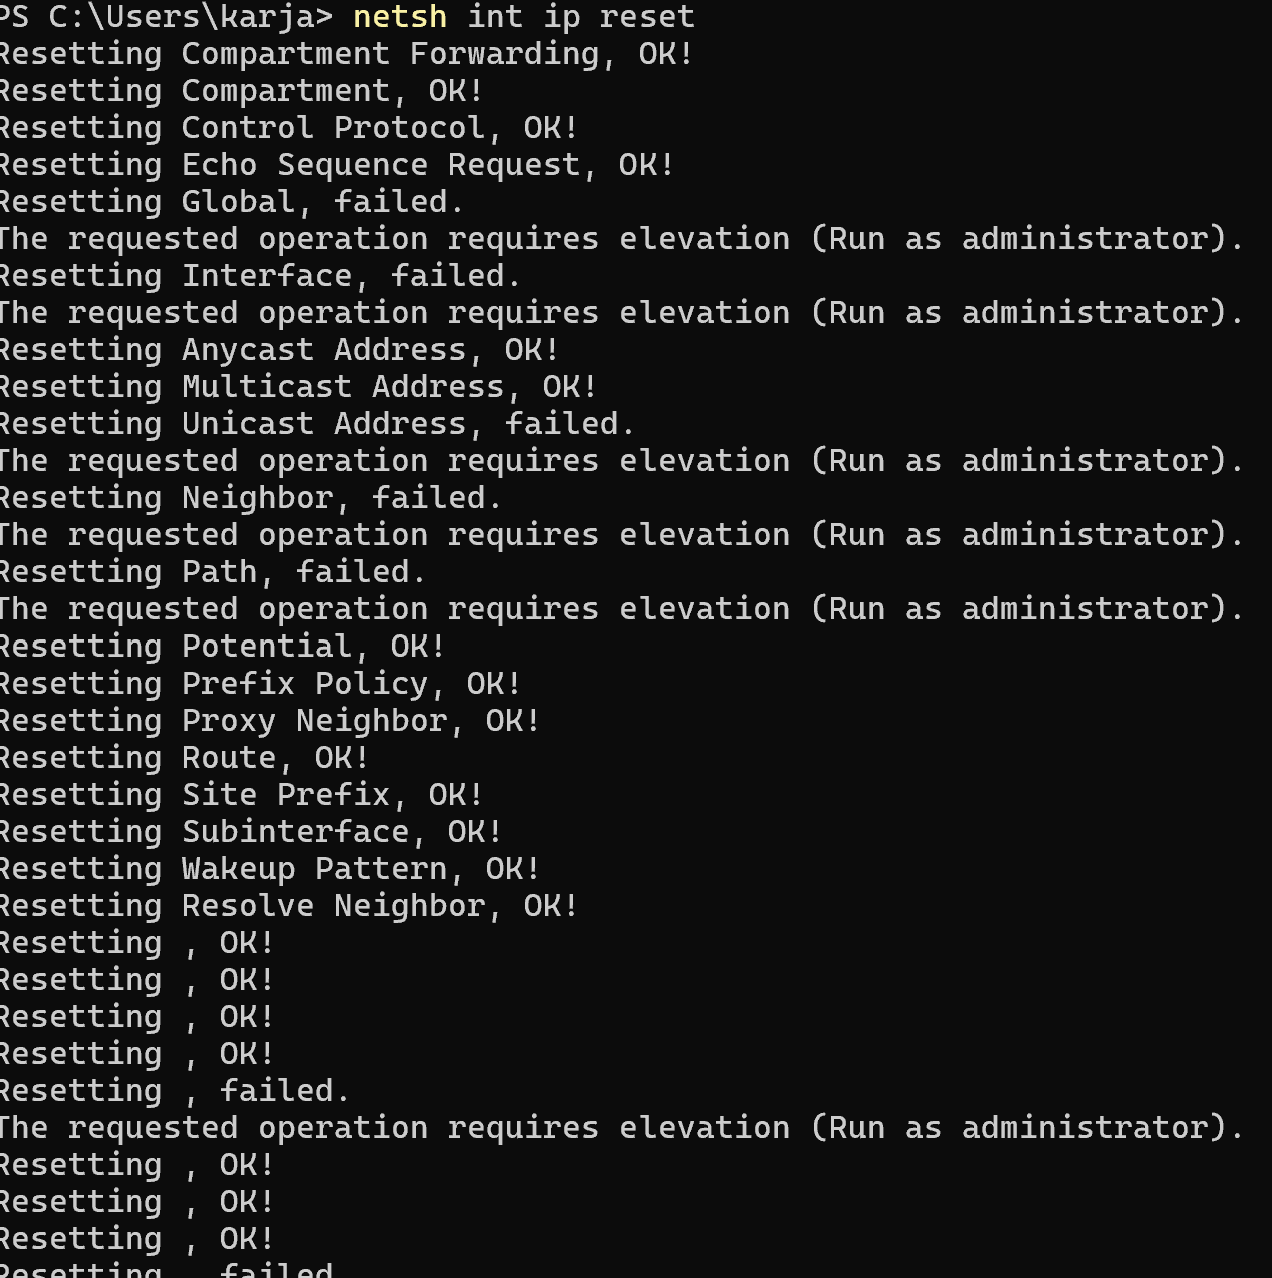 PS C:\Users\karja> netsh int ip reset
Resetting Compartment Forwarding, OK!
Resetting Compartment, OK!
Resetting Control Protocol, OK!
Resetting Echo Sequence Request, OK!
Resetting Global, failed.
The requested operation requires elevation (Run as administrator).
Resetting Interface, failed.
The requested operation requires elevation (Run as administrator).
Resetting Anycast Address, OK!
Resetting Multicast Address, OK!
Resetting Unicast Address, failed.
The requested operation requires elevation (Run as administrator).
Resetting Neighbor, failed.
The requested operation requires elevation (Run as administrator).
Resetting Path, failed.
The requested operation requires elevation (Run as administrator).
Resetting Potential, OK!
Resetting Prefix Policy, OK!
Resetting Proxy Neighbor, OK!
Resetting Route, OK!
Resetting Site Prefix, OK!
Resetting Subinterface, OK!
Resetting Wakeup Pattern, OK!
Resetting Resolve Neighbor, OK!
Resetting , OK!
Resetting , OK!
Resetting , OK!
Resetting , OK!
Resetting , failed.
The requested operation requires elevation (Run as administrator).
Resetting , OK!
Resetting , OK!
Resetting , OK!
Resetting , failed.